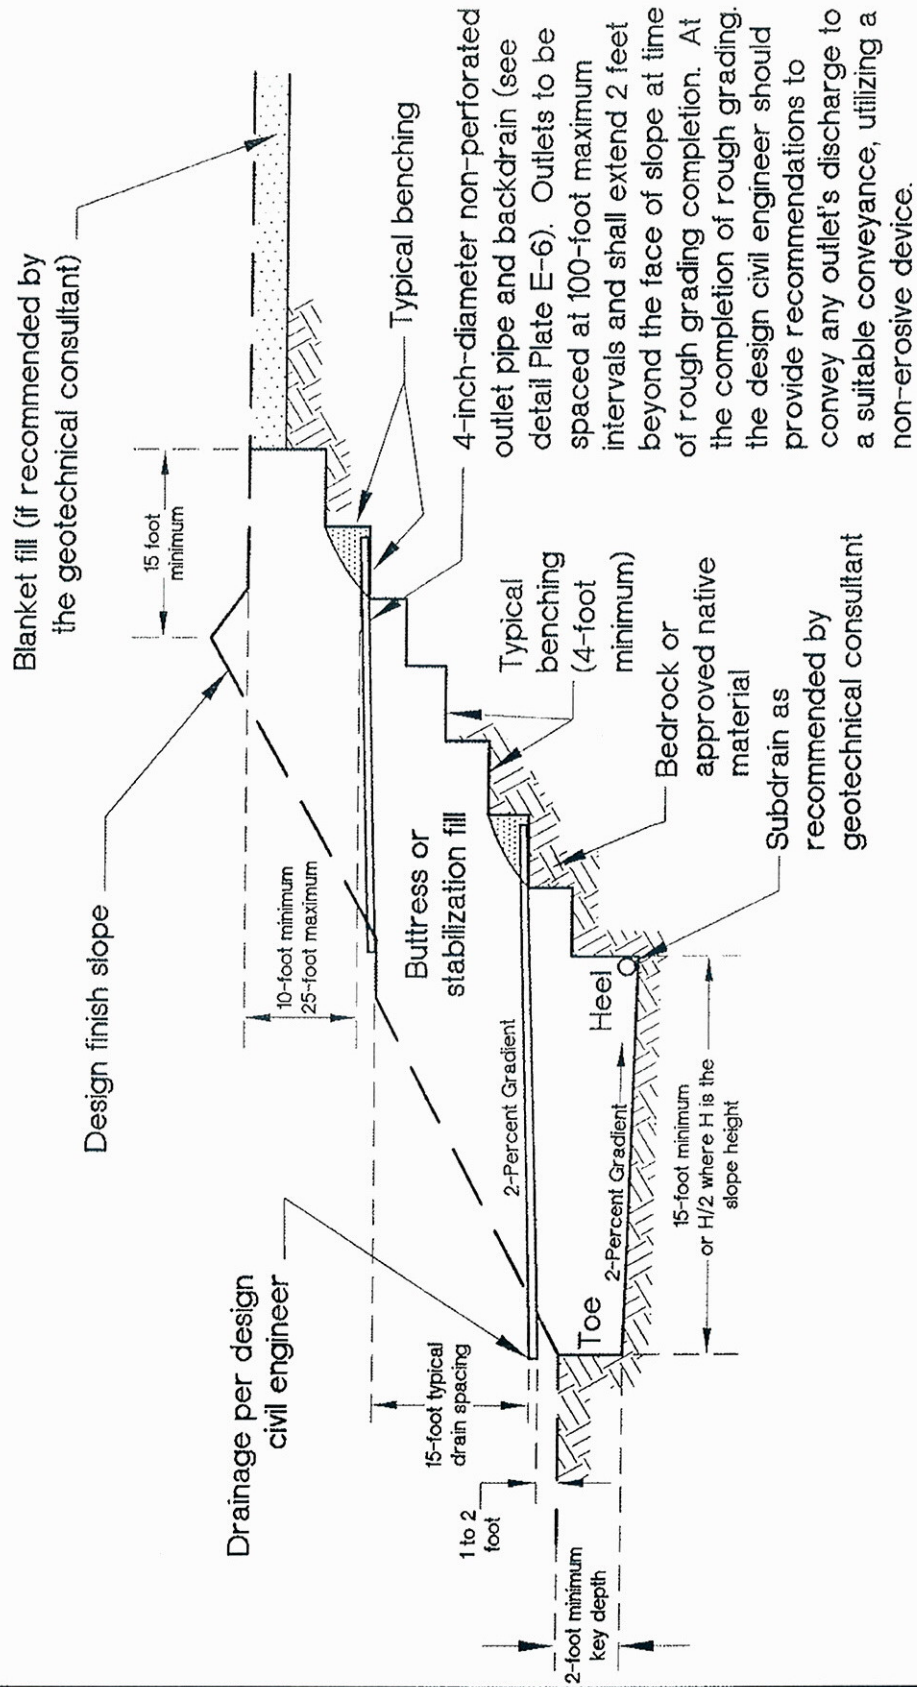 Blanket fill (if recommended by
the geotechnical consultant)
Design finish slope
15 foot
minimum
10-foot minimum
25-foot maximum
Typical benching
4-inch-diameter non-perforated
outlet pipe and backdrain (see
detail Plate E-6). Outlets to be
spaced at 100-foot maximum
intervals and shall extend 2 feet
beyond the face of slope at time
of rough grading completion. At
the completion of rough grading.
the design civil engineer should
provide recommendations to
convey any outlet's discharge to
a suitable conveyance, utilizing a
non-erosive device.
Buttress or
stabilization fill
Typical
benching
(4-foot
minimum)
Drainage per design
civil engineer
15-foot typical
drain spacing
2-Percent Gradient
Bedrock or
approved native
material
1 to 2
foot
Toe
2-Percent Gradient
Heel
Subdrain as
recommended by
geotechnical consultant
2-foot minimum
key depth
15-foot minimum
or H/2 where H is the
slope height